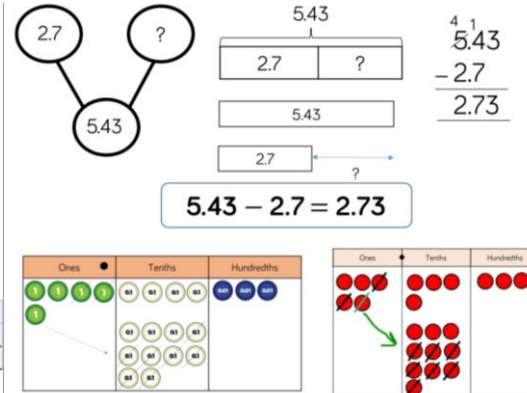 2.7
?
5.43
5.43
2.7 ?
5.43
2.7
?
4 1
5.43
- 2.7
2.73
5.43 − 2.7 = 2.73
Ones Tenths Hundredths
1 1 1 1 0.1 0.1 0.1 0.1 0.01 0.01 0.01
1 0.1 0.1 0.1 0.1
0.1 0.1 0.1 0.1
0.1 0.1
Ones Tenths Hundredths